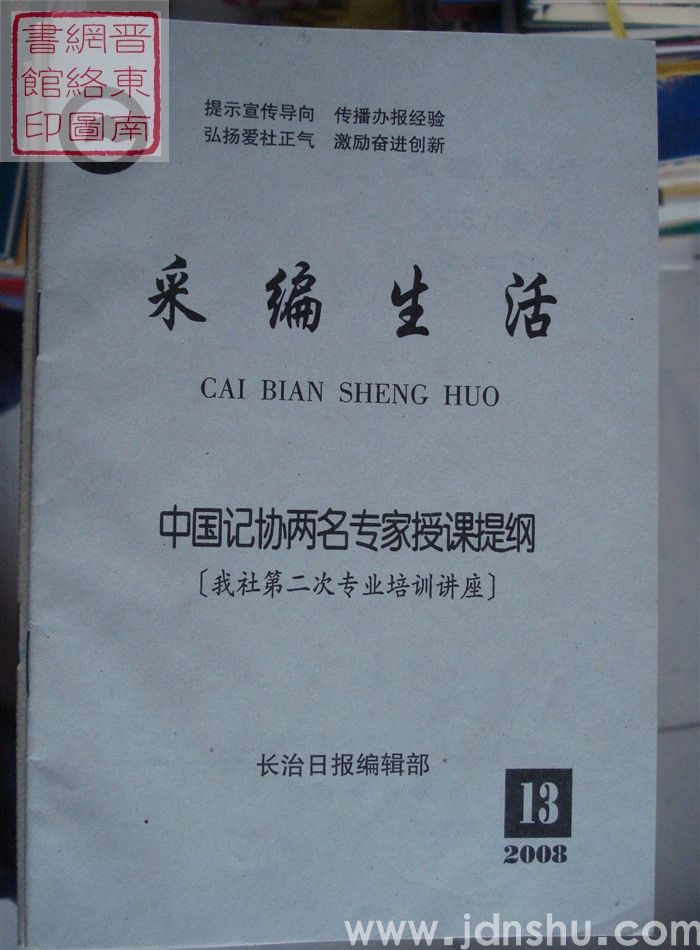 晋东南
網絡圖
書館印
提示宣传导向 传播办报经验
弘扬爱社正气 激励奋进创新
采编生活
CAI BIAN SHENG HUO
中国记协两名专家授课提纲
〔我社第二次专业培训讲座〕
长治日报编辑部
13
2008
www.jdnshu.com